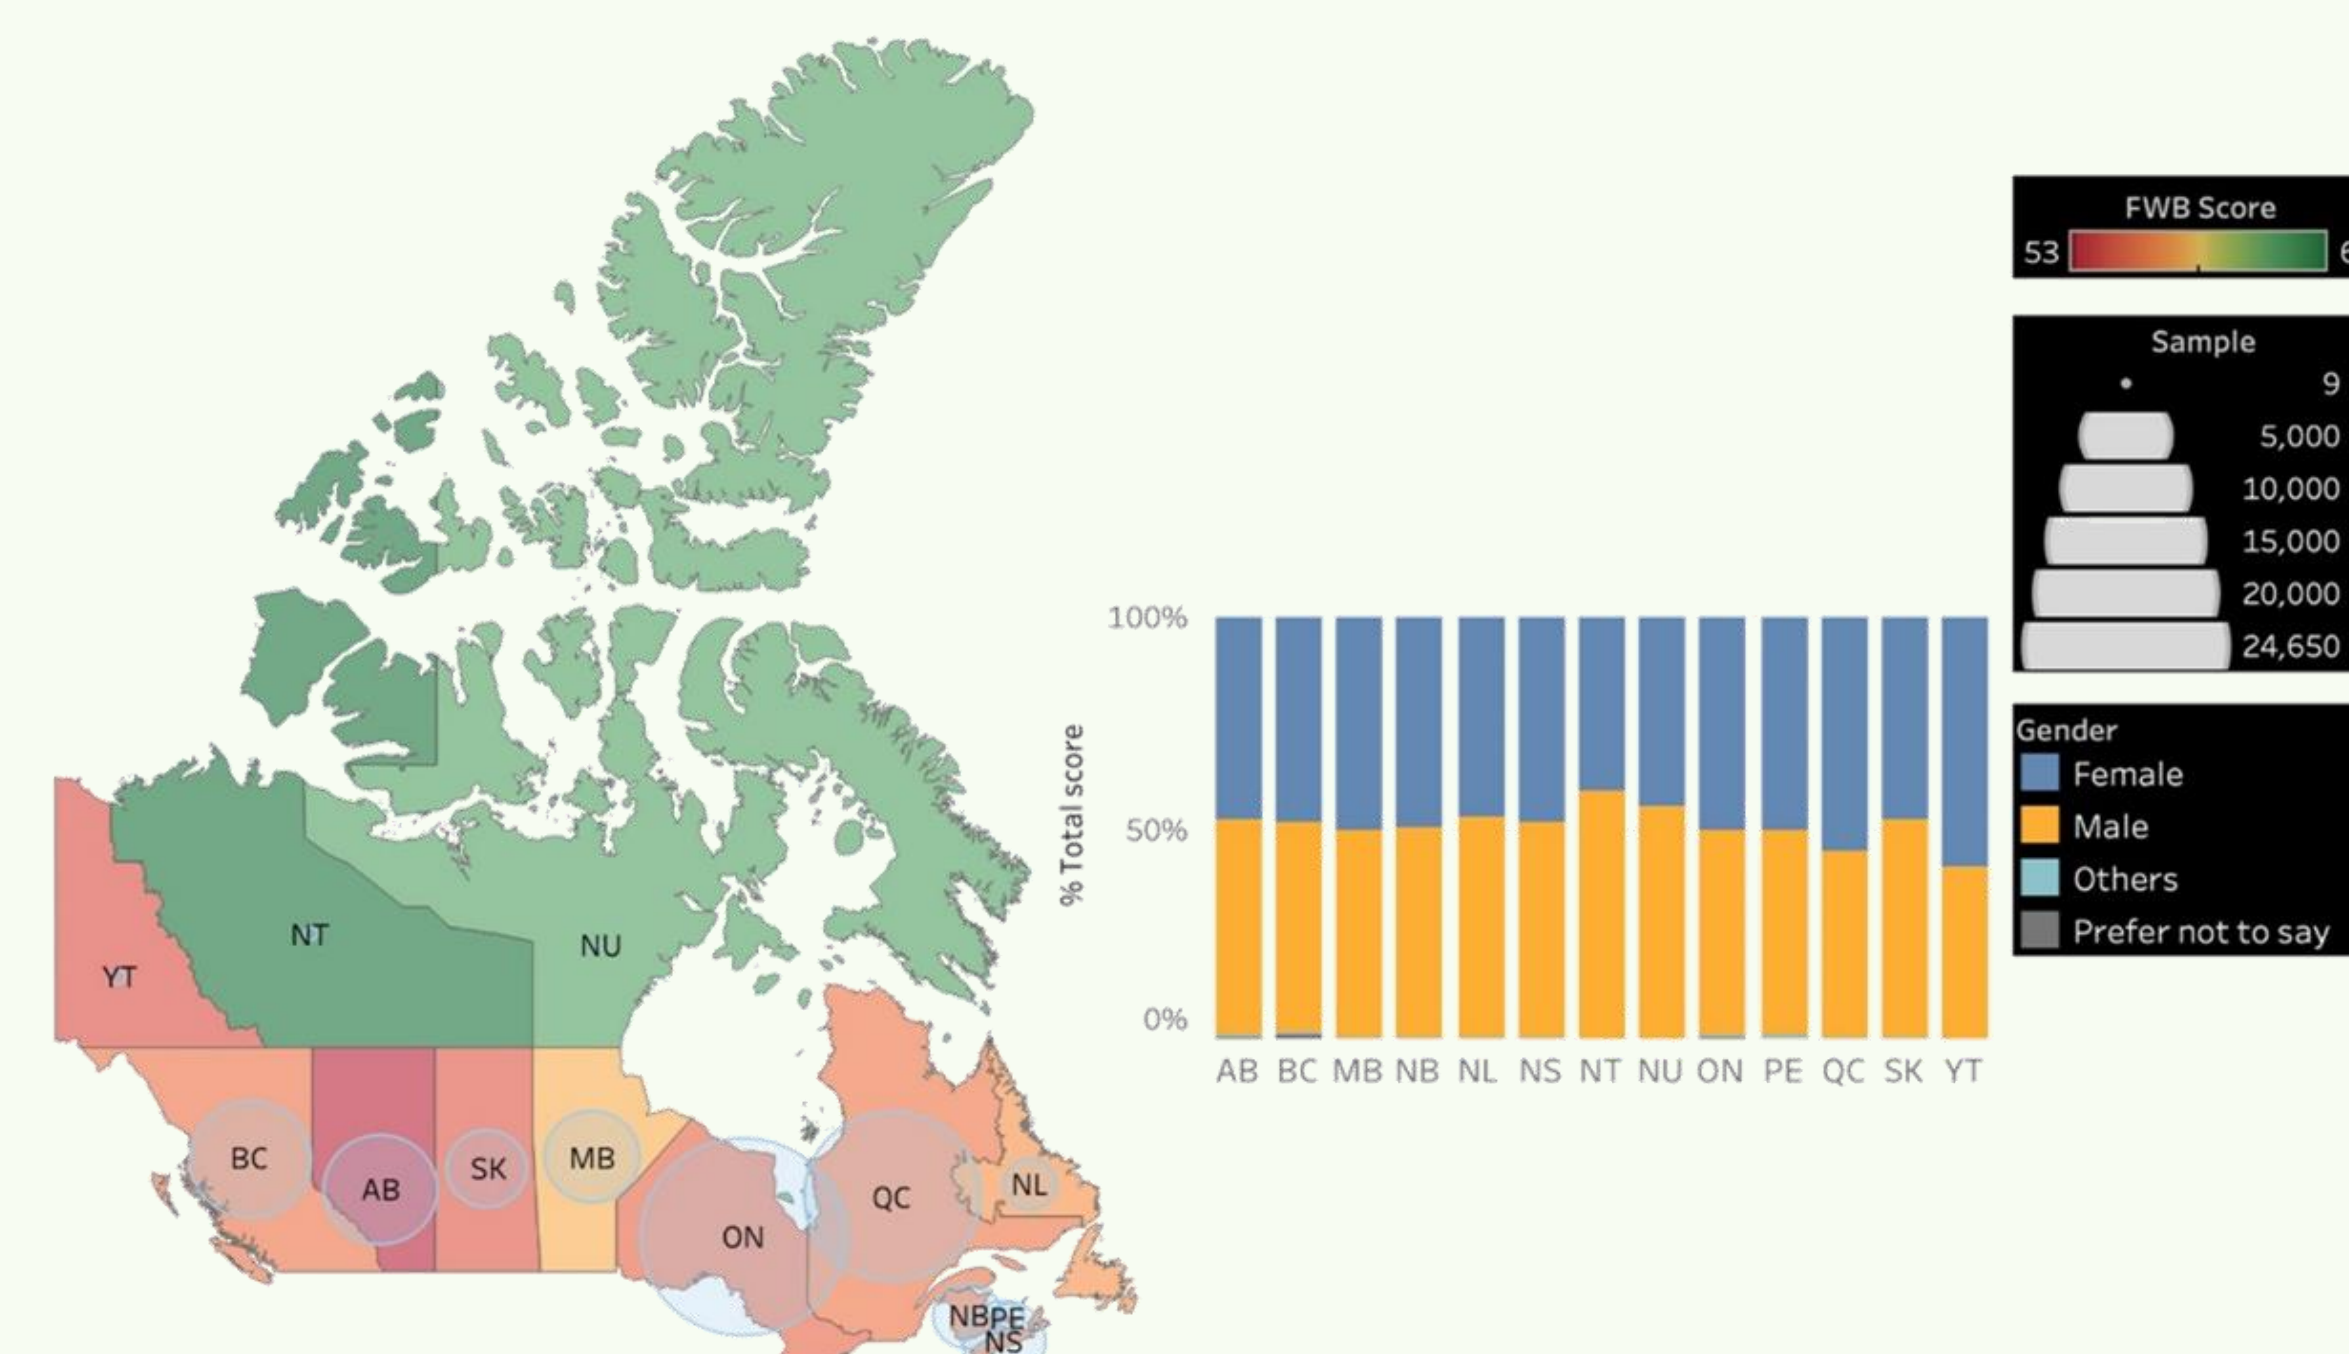 YT
NT
NU
BC
AB
SK
MB
ON
QC
NL
NB
PE
NS
% Total score
100%
50%
0%
AB BC MB NB NL NS NT NU ON PE QC SK YT
FWB Score
53
Sample
9
5,000
10,000
15,000
20,000
24,650
Gender
Female
Male
Others
Prefer not to say